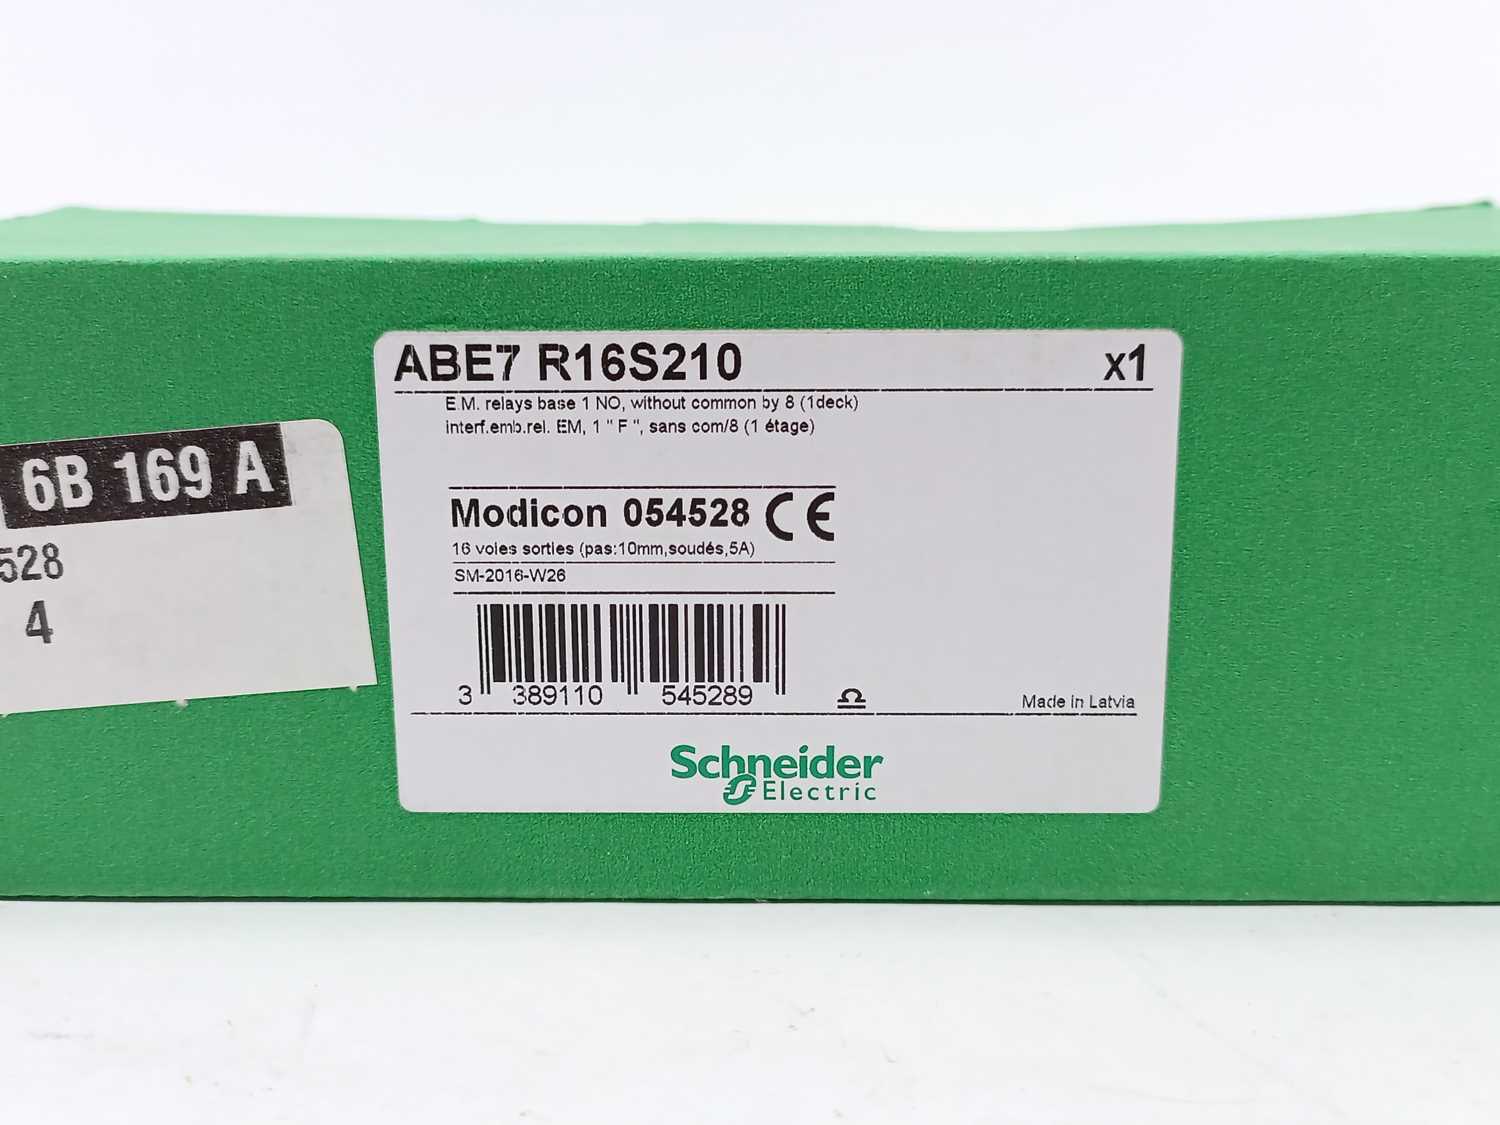 ABE7 R16S210 x1
E.M. relays base 1 NO, without common by 8 (1deck)
interf.emb.rel. EM, 1 " F ", sans com/8 (1 étage)
6B 169 A
528
4
Modicon 054528 CE
16 voies sorties (pas:10mm,soudés,5A)
SM-2016-W26
3 389110 545289
Made in Latvia
Schneider
Electric